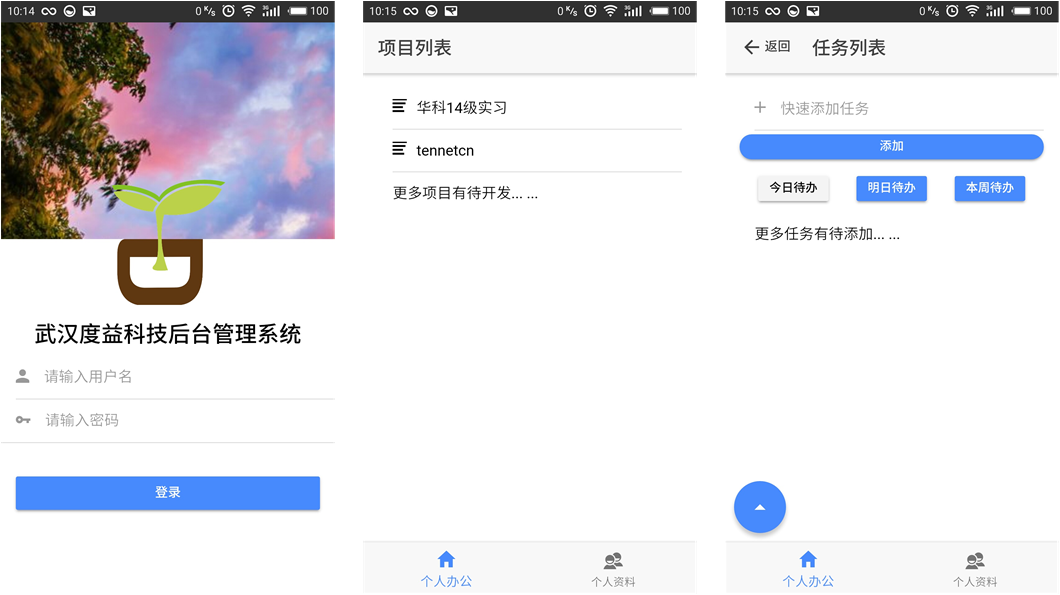 10:14
0 K/s
3G
100
武汉度益科技后台管理系统
请输入用户名
请输入密码
登录
10:15
0 K/s
3G
100
项目列表
华科14级实习
tennetcn
更多项目有待开发... ...
个人办公
个人资料
10:15
0 K/s
3G
100
返回 任务列表
快速添加任务
添加
今日待办 明日待办 本周待办
更多任务有待添加... ...
个人办公
个人资料